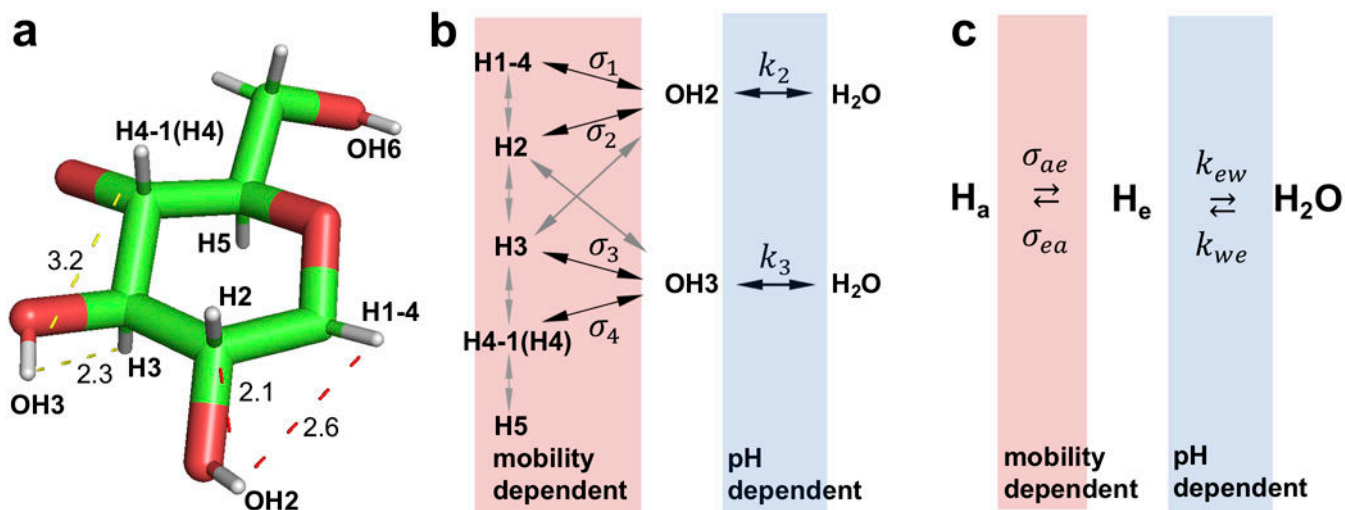 a
H4-1(H4)
OH6
H5
3.2
H2
H1-4
H3
2.3
OH3
2.1
2.6
OH2
b
H1-4
σ1
OH2
k2
H2O
H2
σ2
H3
σ3
OH3
k3
H2O
H4-1(H4)
σ4
H5
mobility
dependent
pH
dependent
c
σae
kew
Ha
⇌
He
⇌
H2O
σea
kwe
mobility
dependent
pH
dependent